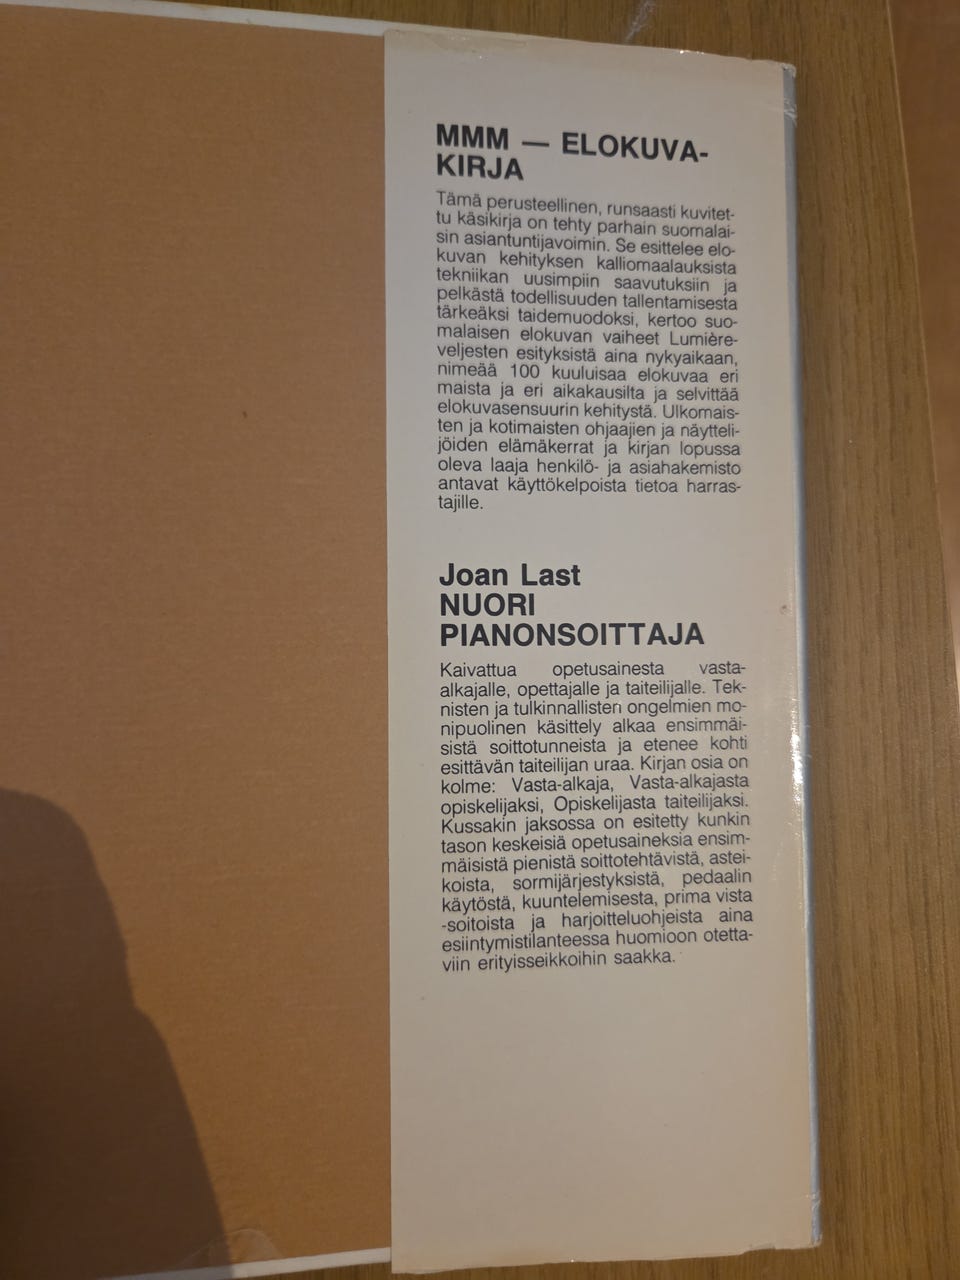 MMM — ELOKUVA-
KIRJA
Tämä perusteellinen, runsaasti kuvitet-
tu käsikirja on tehty parhain suomalai-
sin asiantuntijavoimin. Se esittelee elo-
kuvan kehityksen kalliomaalauksista
tekniikan uusimpiin saavutuksiin ja
pelkästä todellisuuden tallentamisesta
tärkeäksi taidemuodoksi, kertoo suo-
malaisen elokuvan vaiheet Lumière-
veljesten esityksistä aina nykyaikaan,
nimeää 100 kuuluisaa elokuvaa eri
maista ja eri aikakausilta ja selvittää
elokuvasensuurin kehitystä. Ulkomais-
ten ja kotimaisten ohjaajien ja näytteli-
jöiden elämäkerrat ja kirjan lopussa
oleva laaja henkilö- ja asiahakemisto
antavat käyttökelpoista tietoa harras-
tajille.
Joan Last
NUORI
PIANONSOITTAJA
Kaivattua opetusainesta vasta-
alkajalle, opettajalle ja taiteilijalle. Tek-
nisten ja tulkinnallisten ongelmien mo-
nipuolinen käsittely alkaa ensimmäi-
sistä soittotunneista ja etenee kohti
esittävän taiteilijan uraa. Kirjan osia on
kolme: Vasta-alkaja, Vasta-alkajasta
opiskelijaksi, Opiskelijasta taiteilijaksi.
Kussakin jaksossa on esitetty kunkin
tason keskeisiä opetusaineksia ensim-
mäisistä pienistä soittotehtävistä, astei-
koista, sormijärjestyksistä, pedaalin
käytöstä, kuuntelemisesta, prima vista
-soitoista ja harjoitteluohjeista aina
esiintymistilanteessa huomioon otetta-
viin erityisseikkoihin saakka.